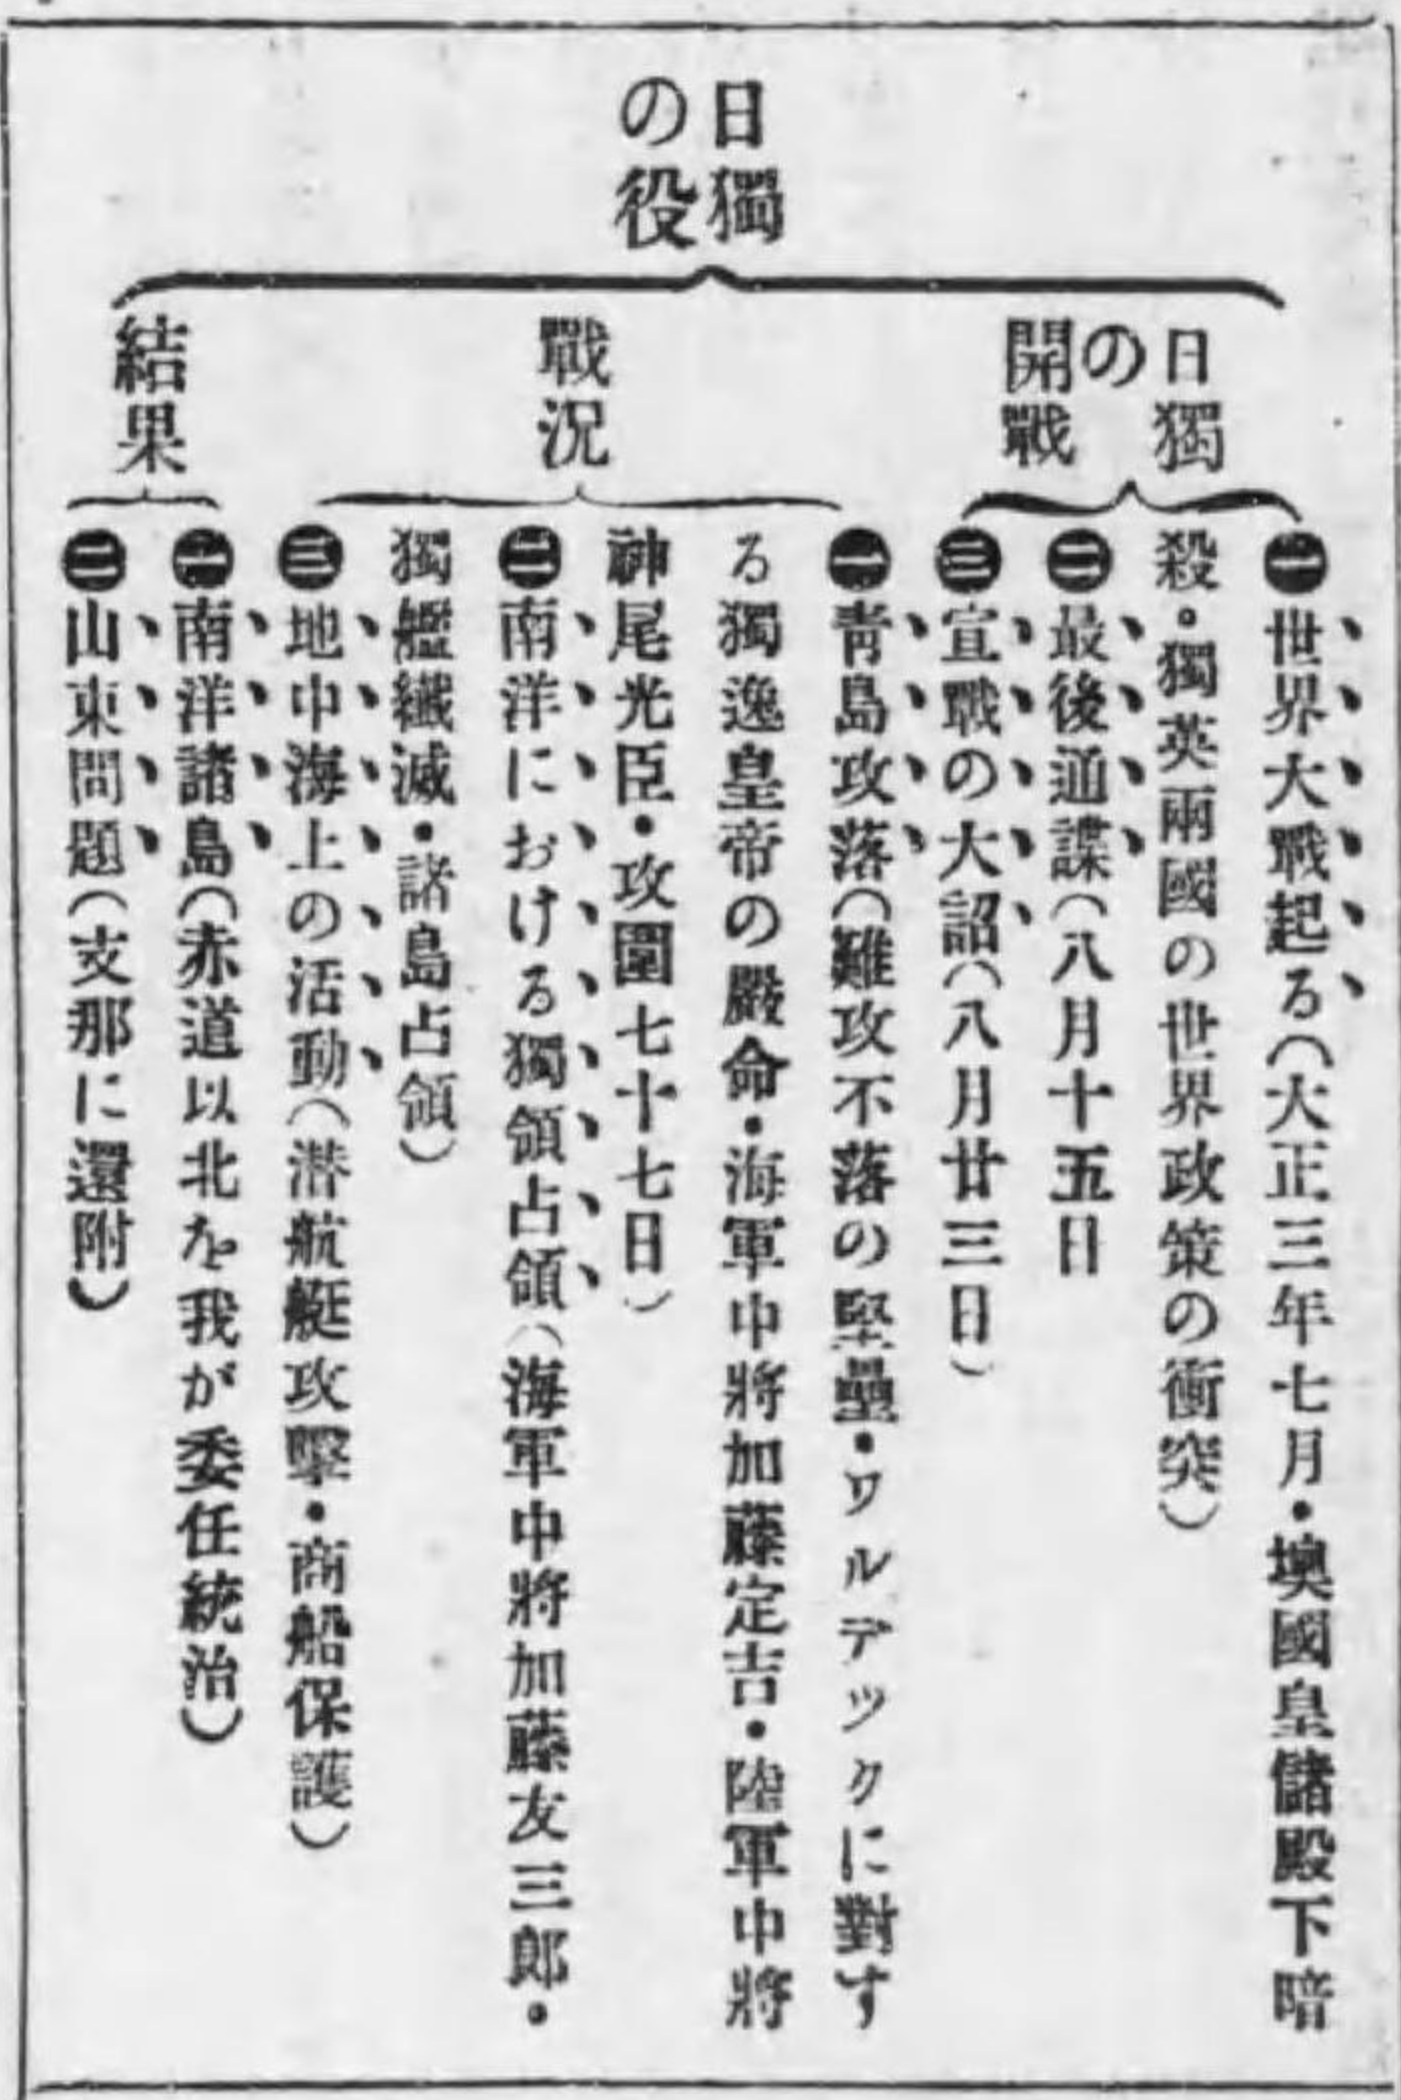 日獨
の役
日獨
の
開戰
㊀世界大戰起る(大正三年七月・墺國皇儲殿下暗
殺。獨英兩國の世界政策の衝突)
㊁最後通諜(八月十五日
㊂宣戰の大詔(八月廿三日)
戰況
㊀青島攻落(難攻不落の堅壘・ワルデックに對す
る獨逸皇帝の嚴命・海軍中將加藤定吉・陸軍中將
神尾光臣・攻圍七十七日)
㊁南洋における獨領占領(海軍中將加藤友三郎・
獨艦纖滅・諸島占領)
㊂地中海上の活動(潜航艇攻擊・商船保護)
結果
㊀南洋諸島(赤道以北を我が委任統治)
㊁山東問題(支那に還附)